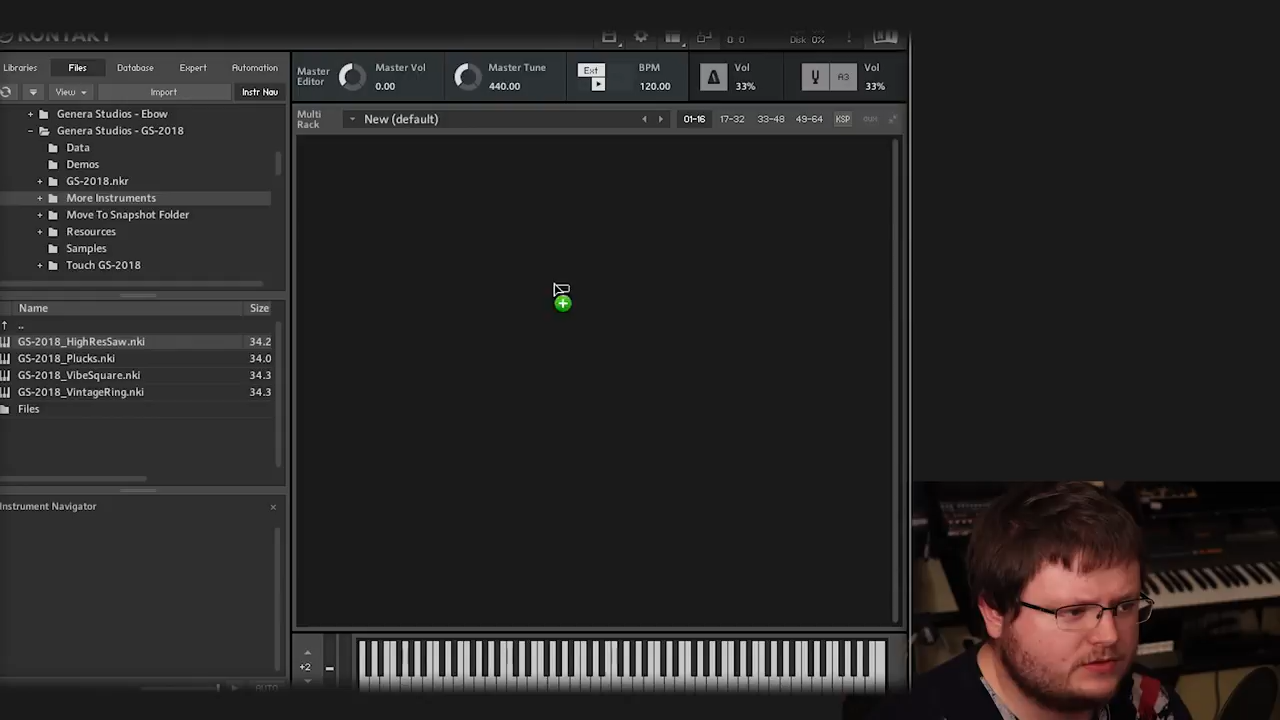 KONTAKT
0 0
Disk 0%
!
Libraries Files Database Expert Automation
View Import Instr Nav
Genera Studios - Ebow
Genera Studios - GS-2018
Data
Demos
GS-2018.nkr
More Instruments
Move To Snapshot Folder
Resources
Samples
Touch GS-2018
Name Size
..
GS-2018_HighResSaw.nki 34.2
GS-2018_Plucks.nki 34.0
GS-2018_VibeSquare.nki 34.3
GS-2018_VintageRing.nki 34.3
Files
Instrument Navigator
AUTO
Master
Editor
Master Vol
0.00
Master Tune
440.00
Ext
BPM
120.00
Vol
33%
A3
Vol
33%
Multi
Rack
New (default)
01-16 17-32 33-48 49-64 KSP aux
+2